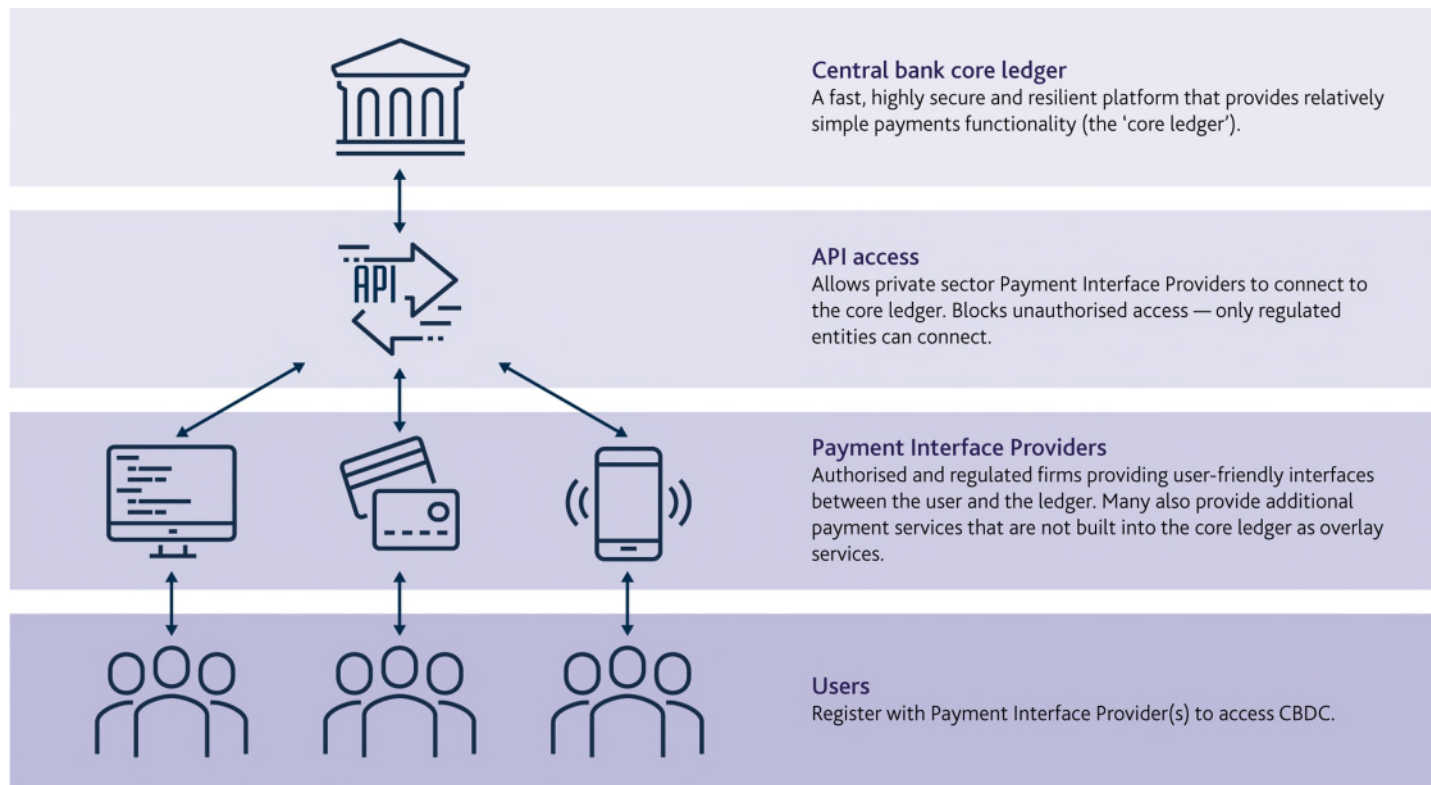 Central bank core ledger
A fast, highly secure and resilient platform that provides relatively
simple payments functionality (the ‘core ledger’).
API
API access
Allows private sector Payment Interface Providers to connect to
the core ledger. Blocks unauthorised access — only regulated
entities can connect.
Payment Interface Providers
Authorised and regulated firms providing user-friendly interfaces
between the user and the ledger. Many also provide additional
payment services that are not built into the core ledger as overlay
services.
Users
Register with Payment Interface Provider(s) to access CBDC.